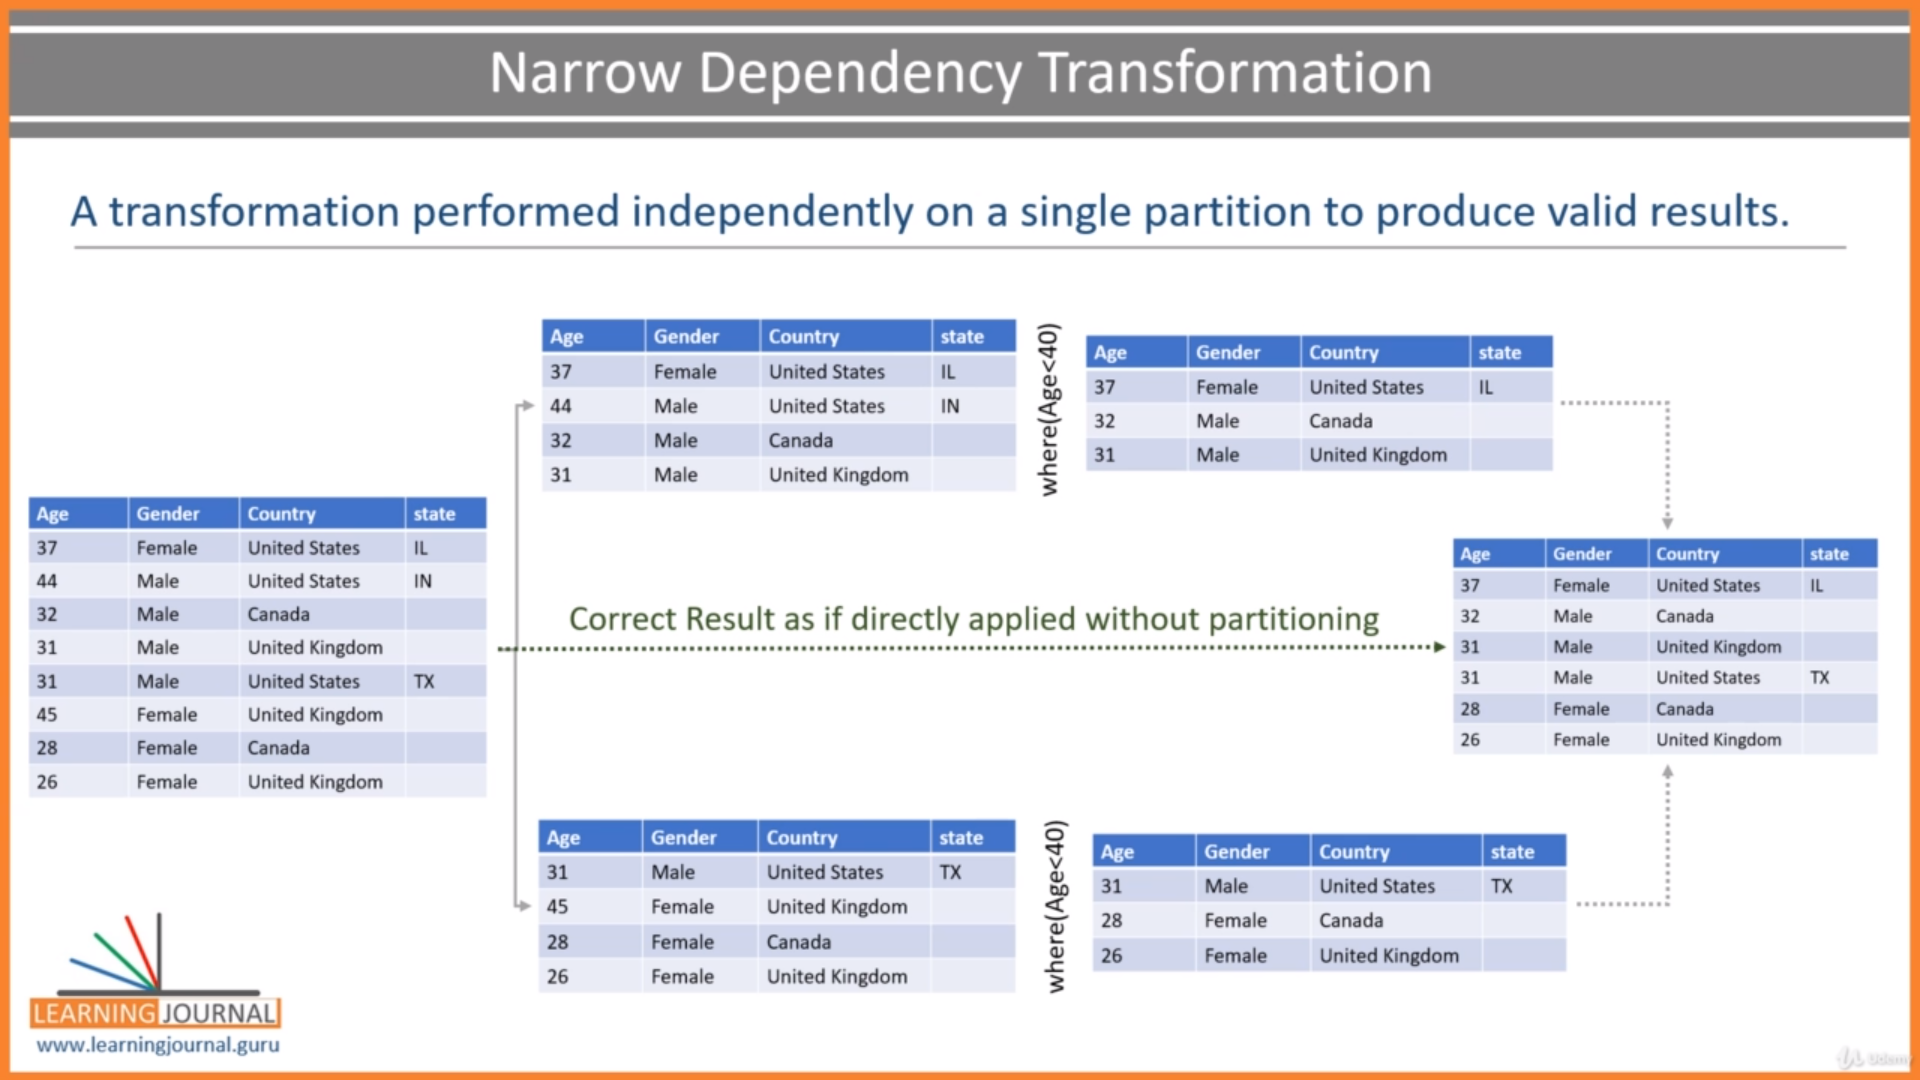 Narrow Dependency Transformation
A transformation performed independently on a single partition to produce valid results.
Age Gender Country state
37 Female United States IL
44 Male United States IN
32 Male Canada
31 Male United Kingdom
where(Age<40)
Age Gender Country state
37 Female United States IL
32 Male Canada
31 Male United Kingdom
Age Gender Country state
37 Female United States IL
44 Male United States IN
32 Male Canada
31 Male United Kingdom
31 Male United States TX
45 Female United Kingdom
28 Female Canada
26 Female United Kingdom
Correct Result as if directly applied without partitioning
Age Gender Country state
37 Female United States IL
32 Male Canada
31 Male United Kingdom
31 Male United States TX
28 Female Canada
26 Female United Kingdom
Age Gender Country state
31 Male United States TX
45 Female United Kingdom
28 Female Canada
26 Female United Kingdom
where(Age<40)
Age Gender Country state
31 Male United States TX
28 Female Canada
26 Female United Kingdom
LEARNING JOURNAL
www.learningjournal.guru
Udemy